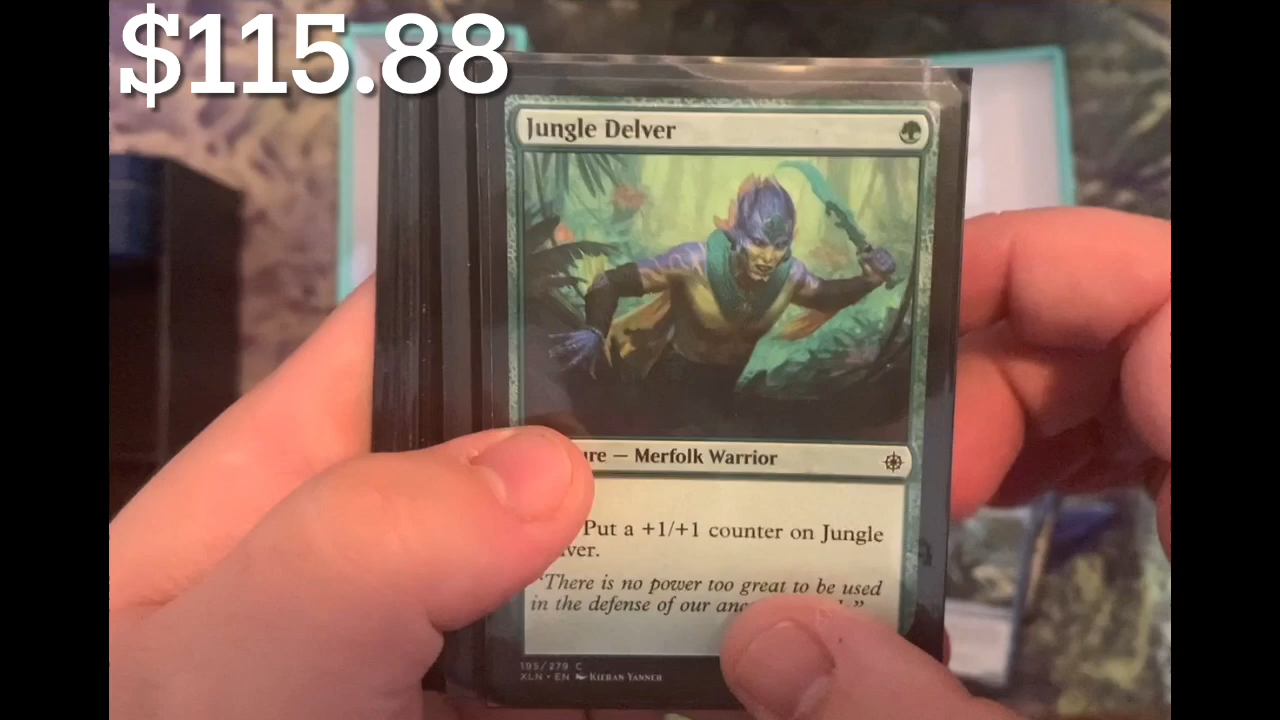 $115.88
Jungle Delver
ure — Merfolk Warrior
Put a +1/+1 counter on Jungle
ver.
"There is no power too great to be used
in the defense of our anc
195/279 C
XLN • EN KIERAN YANNER